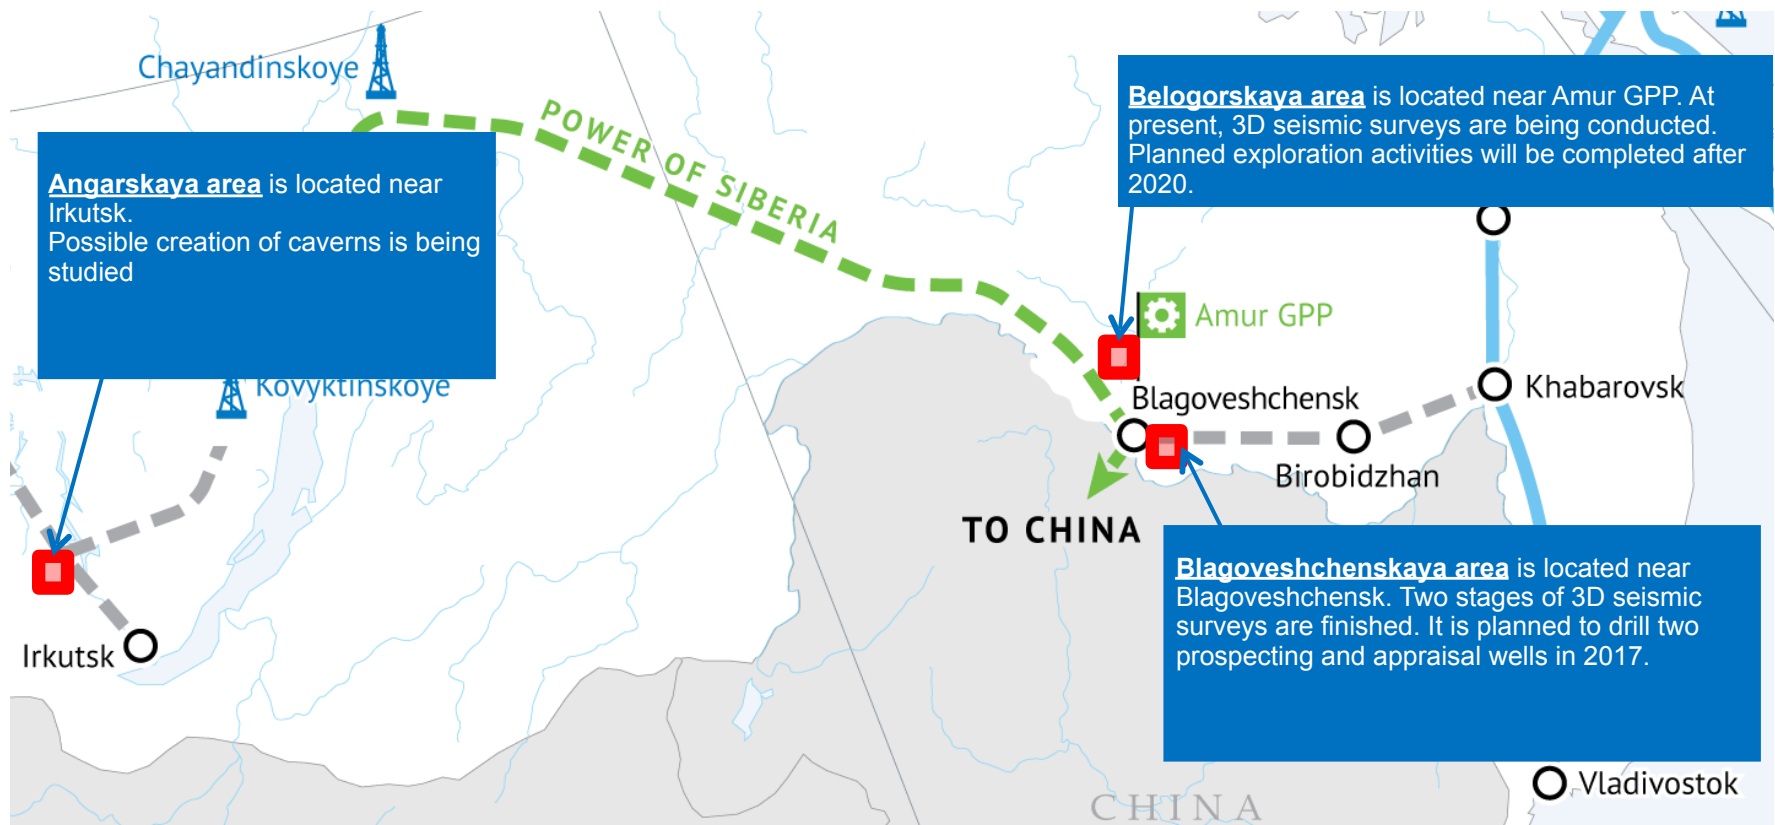 Chayandinskoye
POWER OF SIBERIA
Belogorskaya area is located near Amur GPP. At
present, 3D seismic surveys are being conducted.
Planned exploration activities will be completed after
2020.
Angarskaya area is located near
Irkutsk.
Possible creation of caverns is being
studied
Amur GPP
Kovyktinskoye
Blagoveshchensk
Khabarovsk
Birobidzhan
TO CHINA
Blagoveshchenskaya area is located near
Blagoveshchensk. Two stages of 3D seismic
surveys are finished. It is planned to drill two
prospecting and appraisal wells in 2017.
Irkutsk
Vladivostok
CHINA